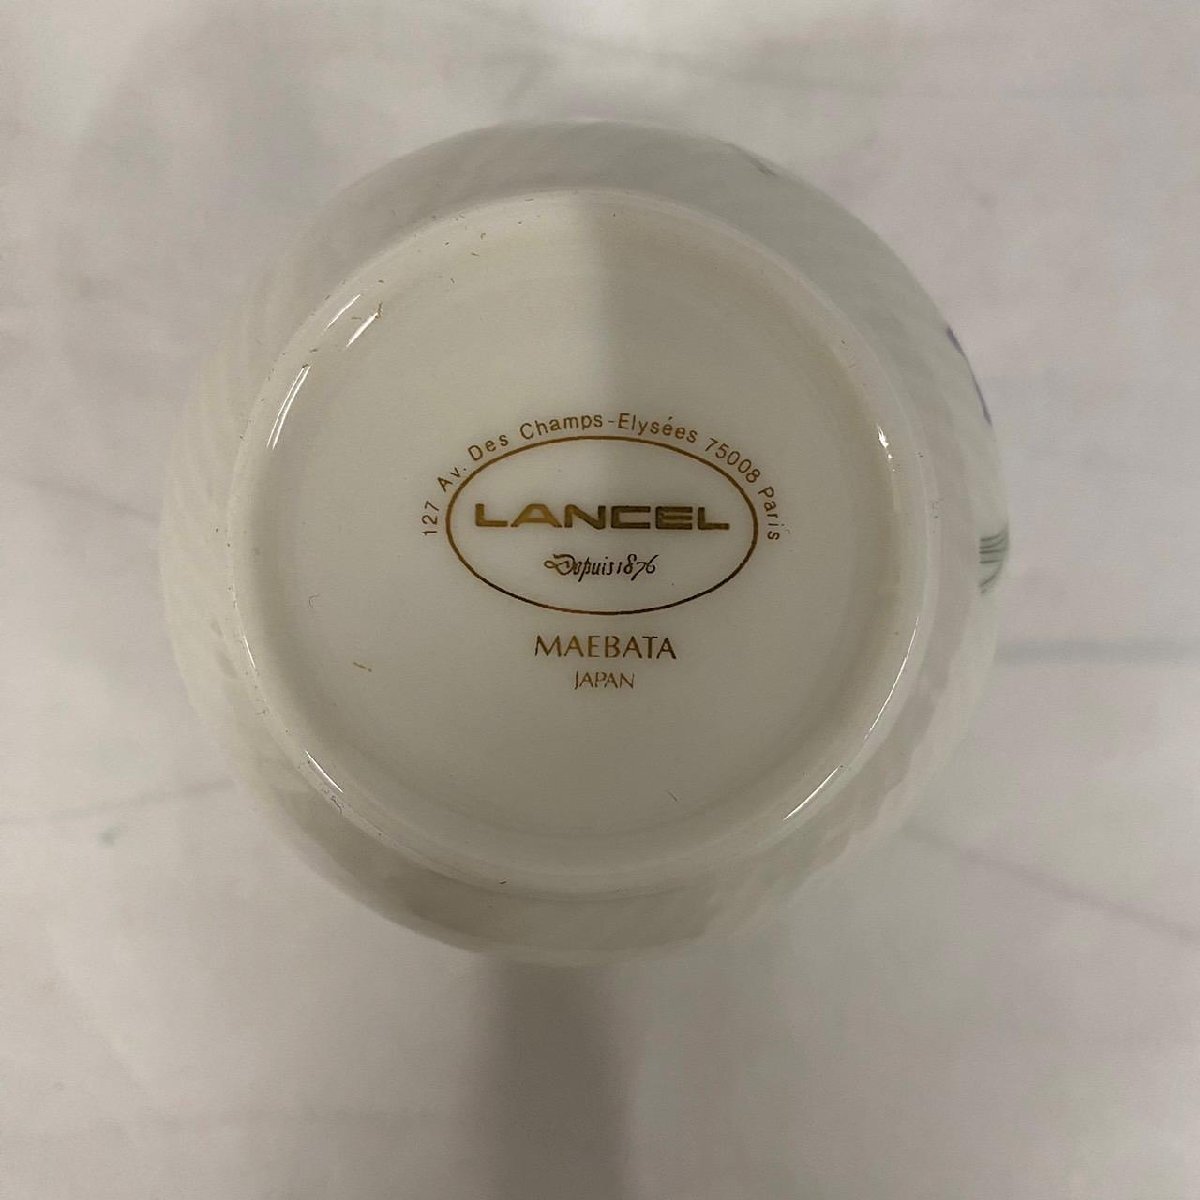 127 Av. Des Champs-Elysées 75008 Paris
LANCEL
Depuis 1876
MAEBATA
JAPAN